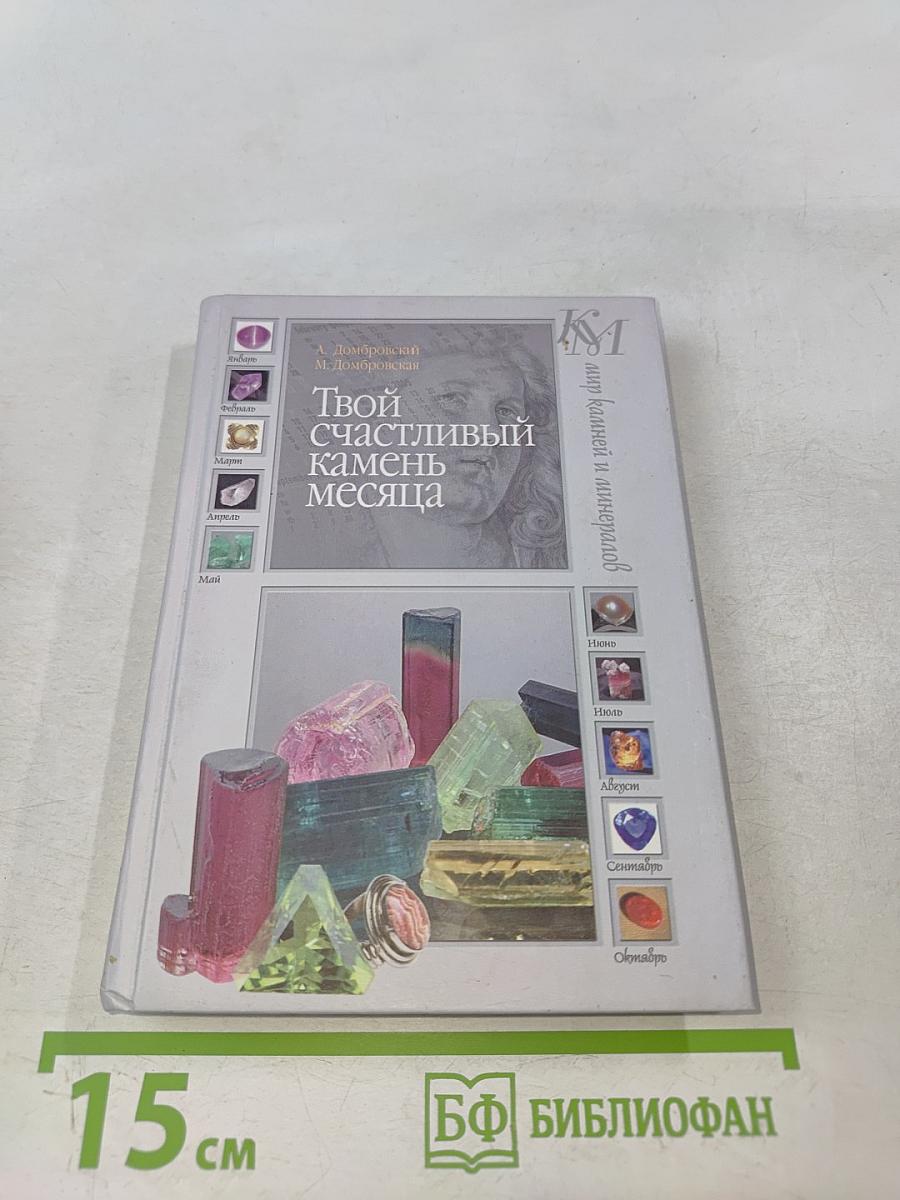 А. Домбровский
М. Домбровская
Твой
счастливый
камень
месяца
КМ
мир камней и минералов
Январь
Февраль
Март
Апрель
Май
Июнь
Июль
Август
Сентябрь
Октябрь
15 см
БФ БИБЛИОФАН